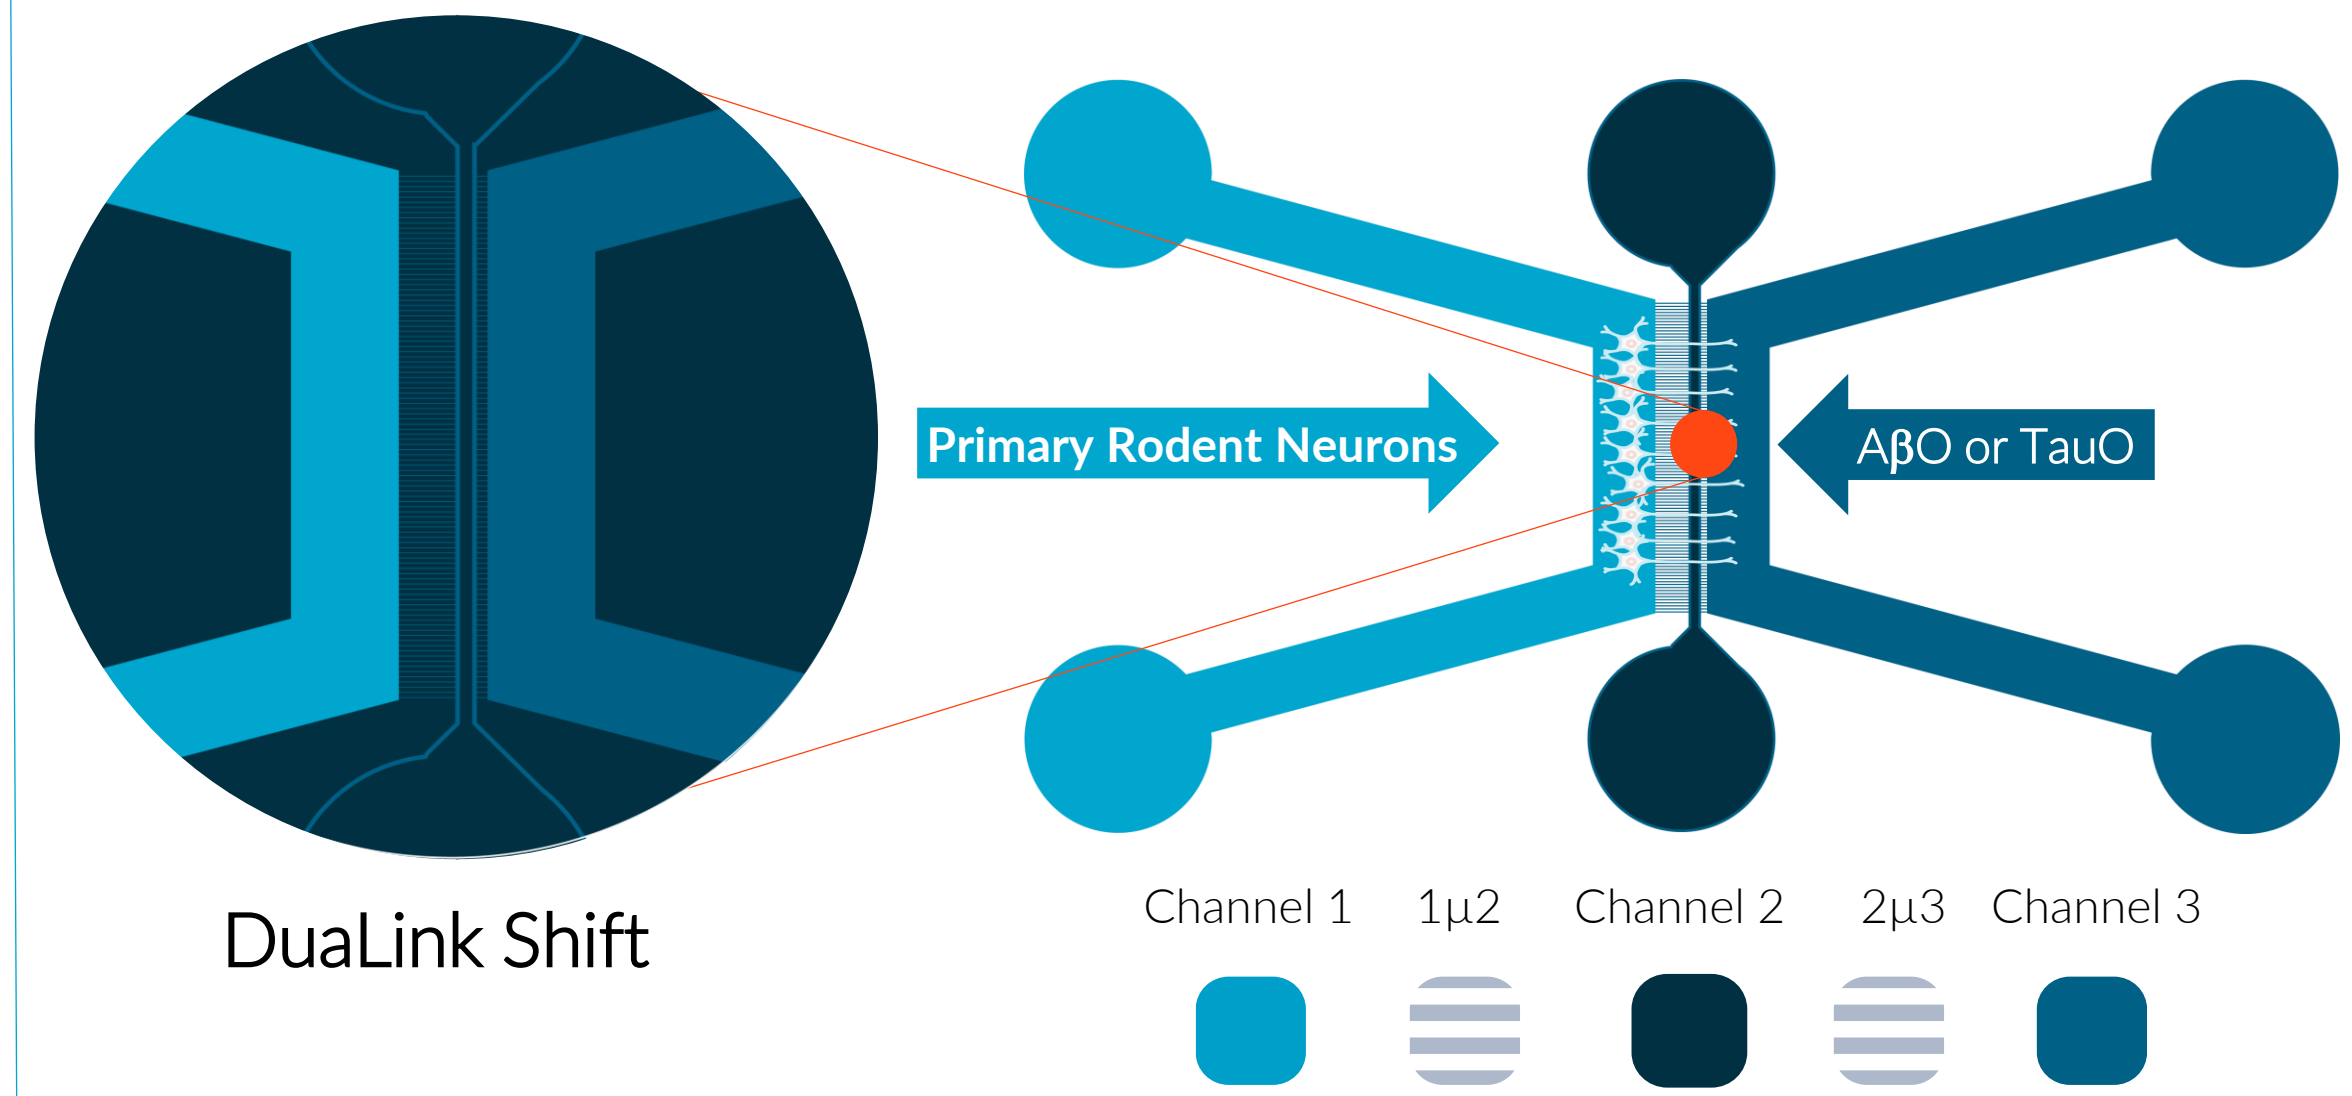 Primary Rodent Neurons
AβO or TauO
DuaLink Shift
Channel 1
1µ2
Channel 2
2µ3
Channel 3